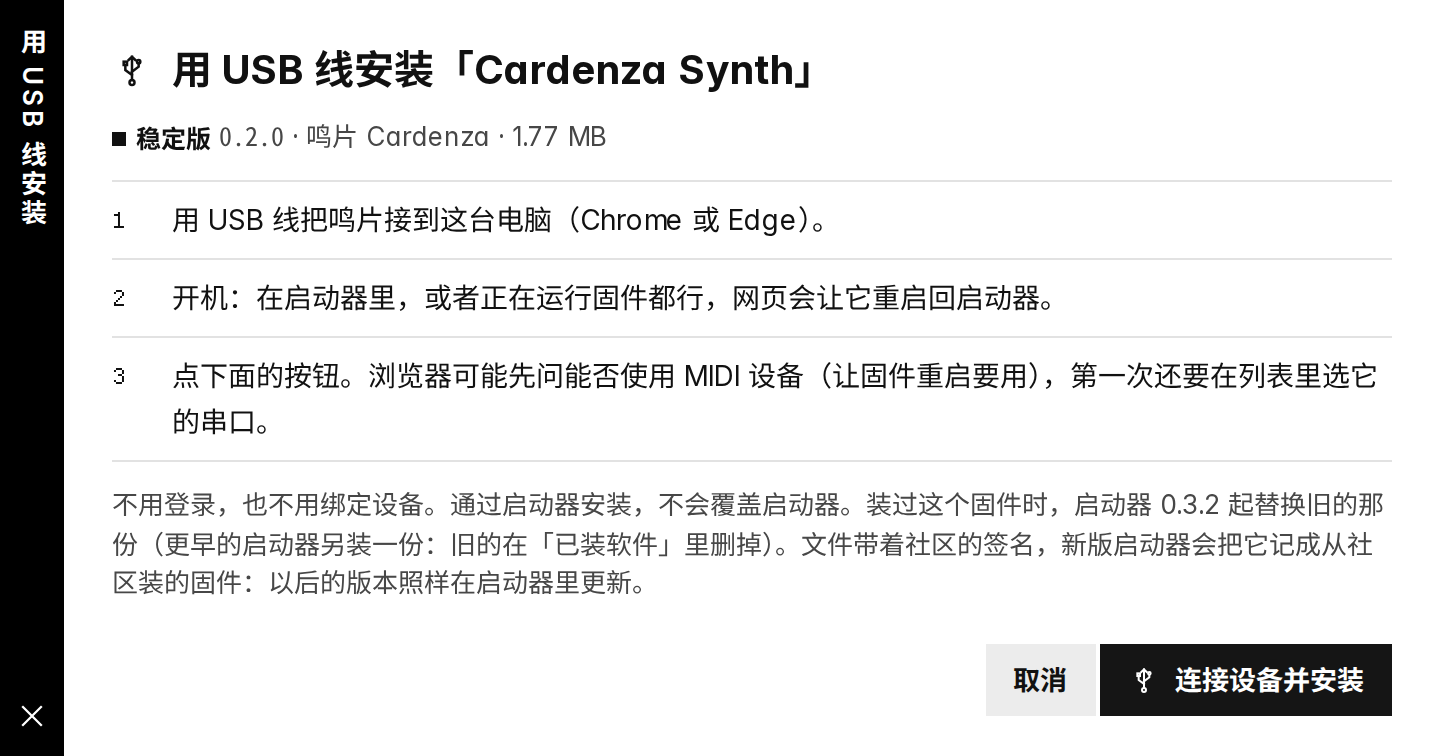 用 USB 线安装
用 USB 线安装「Cardenza Synth」
稳定版 0.2.0 · 鸣片 Cardenza · 1.77 MB
1 用 USB 线把鸣片接到这台电脑（Chrome 或 Edge）。
2 开机：在启动器里，或者正在运行固件都行，网页会让它重启回启动器。
3 点下面的按钮。浏览器可能先问能否使用 MIDI 设备（让固件重启要用），第一次还要在列表里选它
的串口。
不用登录，也不用绑定设备。通过启动器安装，不会覆盖启动器。装过这个固件时，启动器 0.3.2 起替换旧的那
份（更早的启动器另装一份：旧的在「已装软件」里删掉）。文件带着社区的签名，新版启动器会把它记成从社
区装的固件：以后的版本照样在启动器里更新。
取消
连接设备并安装